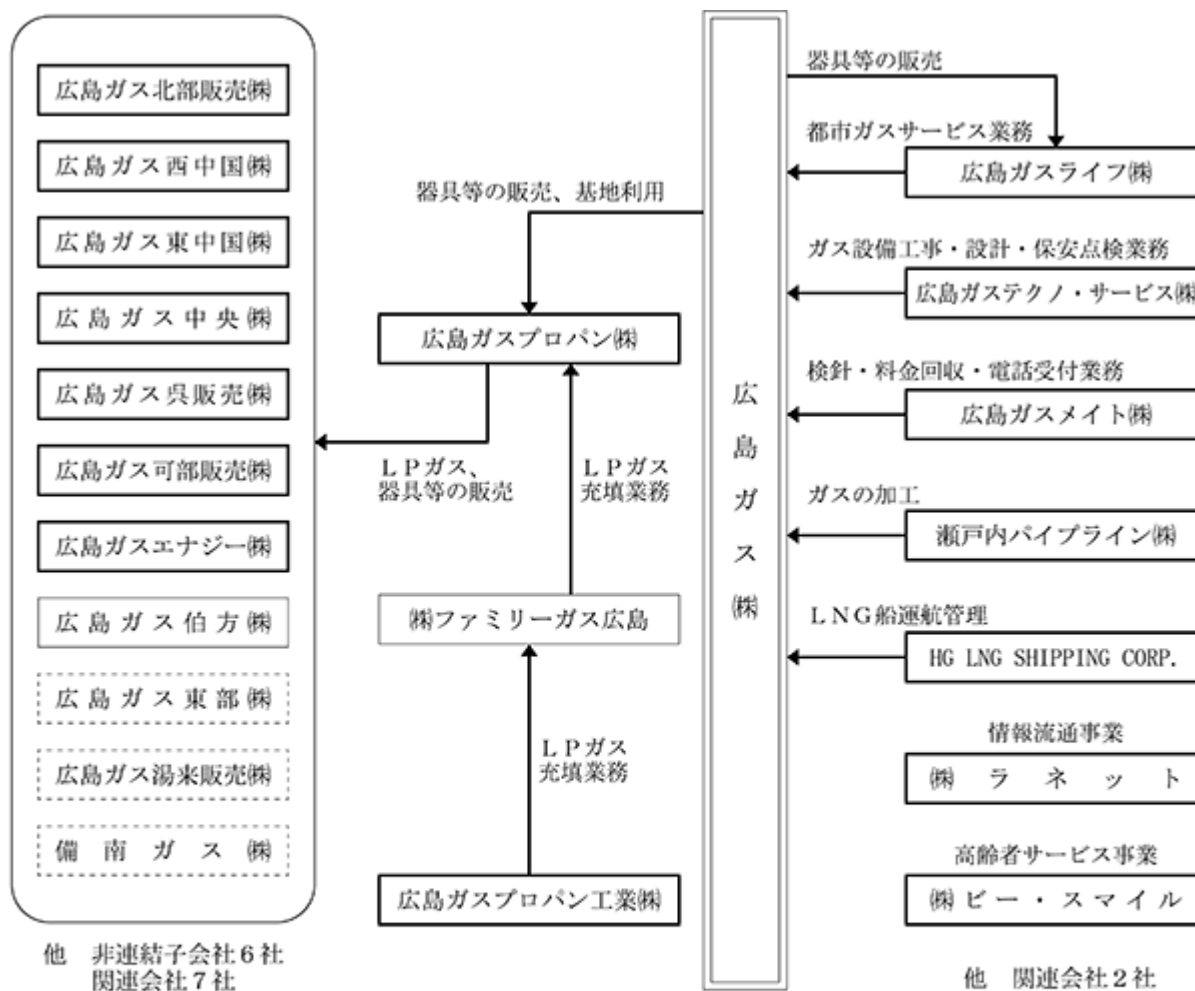 広島ガス北部販売㈱
広島ガス西中国㈱
広島ガス東中国㈱
広島ガス中央㈱
広島ガス呉販売㈱
広島ガス可部販売㈱
広島ガスエナジー㈱
広島ガス伯方㈱
広島ガス東部㈱
広島ガス湯来販売㈱
備南ガス㈱
他 非連結子会社6社
関連会社7社
器具等の販売、基地利用
広島ガスプロパン㈱
LPガス、
器具等の販売
LPガス
充填業務
㈱ファミリーガス広島
LPガス
充填業務
広島ガスプロパン工業㈱
広島ガス㈱
器具等の販売
都市ガスサービス業務
広島ガスライフ㈱
ガス設備工事・設計・保安点検業務
広島ガステクノ・サービス㈱
検針・料金回収・電話受付業務
広島ガスメイト㈱
ガスの加工
瀬戸内パイプライン㈱
LNG船運航管理
HG LNG SHIPPING CORP.
情報流通事業
㈱ラネット
高齢者サービス事業
㈱ビー・スマイル
他 関連会社2社